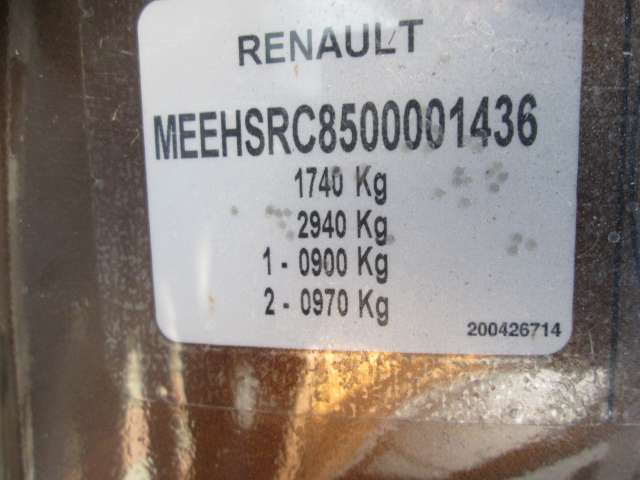 RENAULT
MEEHSRC8500001436
1740 Kg
2940 Kg
1 - 0900 Kg
2 - 0970 Kg
200426714